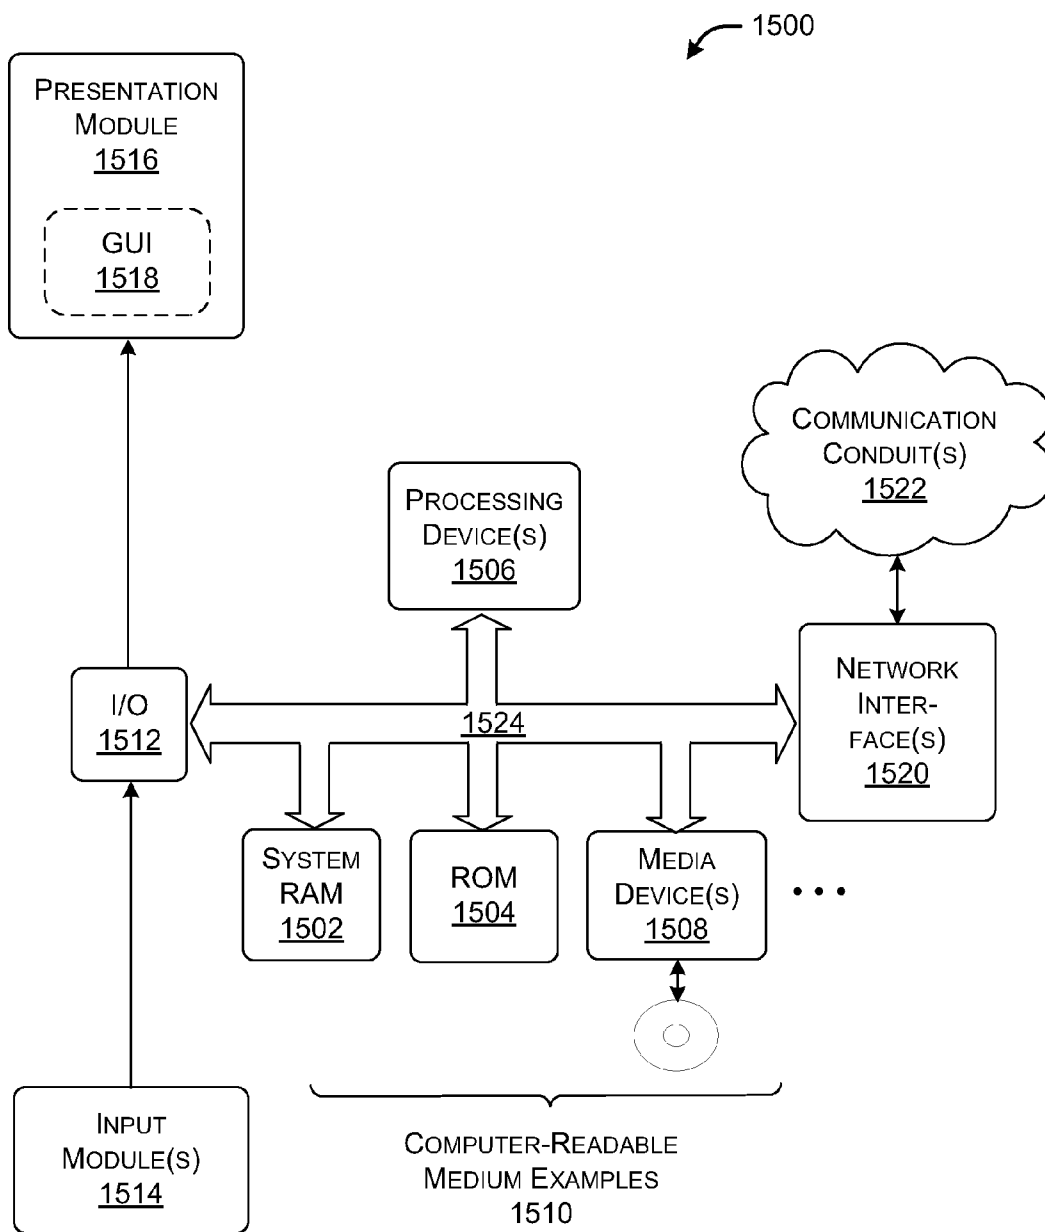 1500
PRESENTATION
MODULE
1516
GUI
1518
COMMUNICATION
CONDUIT(S)
1522
PROCESSING
DEVICE(S)
1506
I/O
1512
1524
NETWORK
INTER-
FACE(S)
1520
SYSTEM
RAM
1502
ROM
1504
MEDIA
DEVICE(S)
1508
• • •
INPUT
MODULE(S)
1514
COMPUTER-READABLE
MEDIUM EXAMPLES
1510